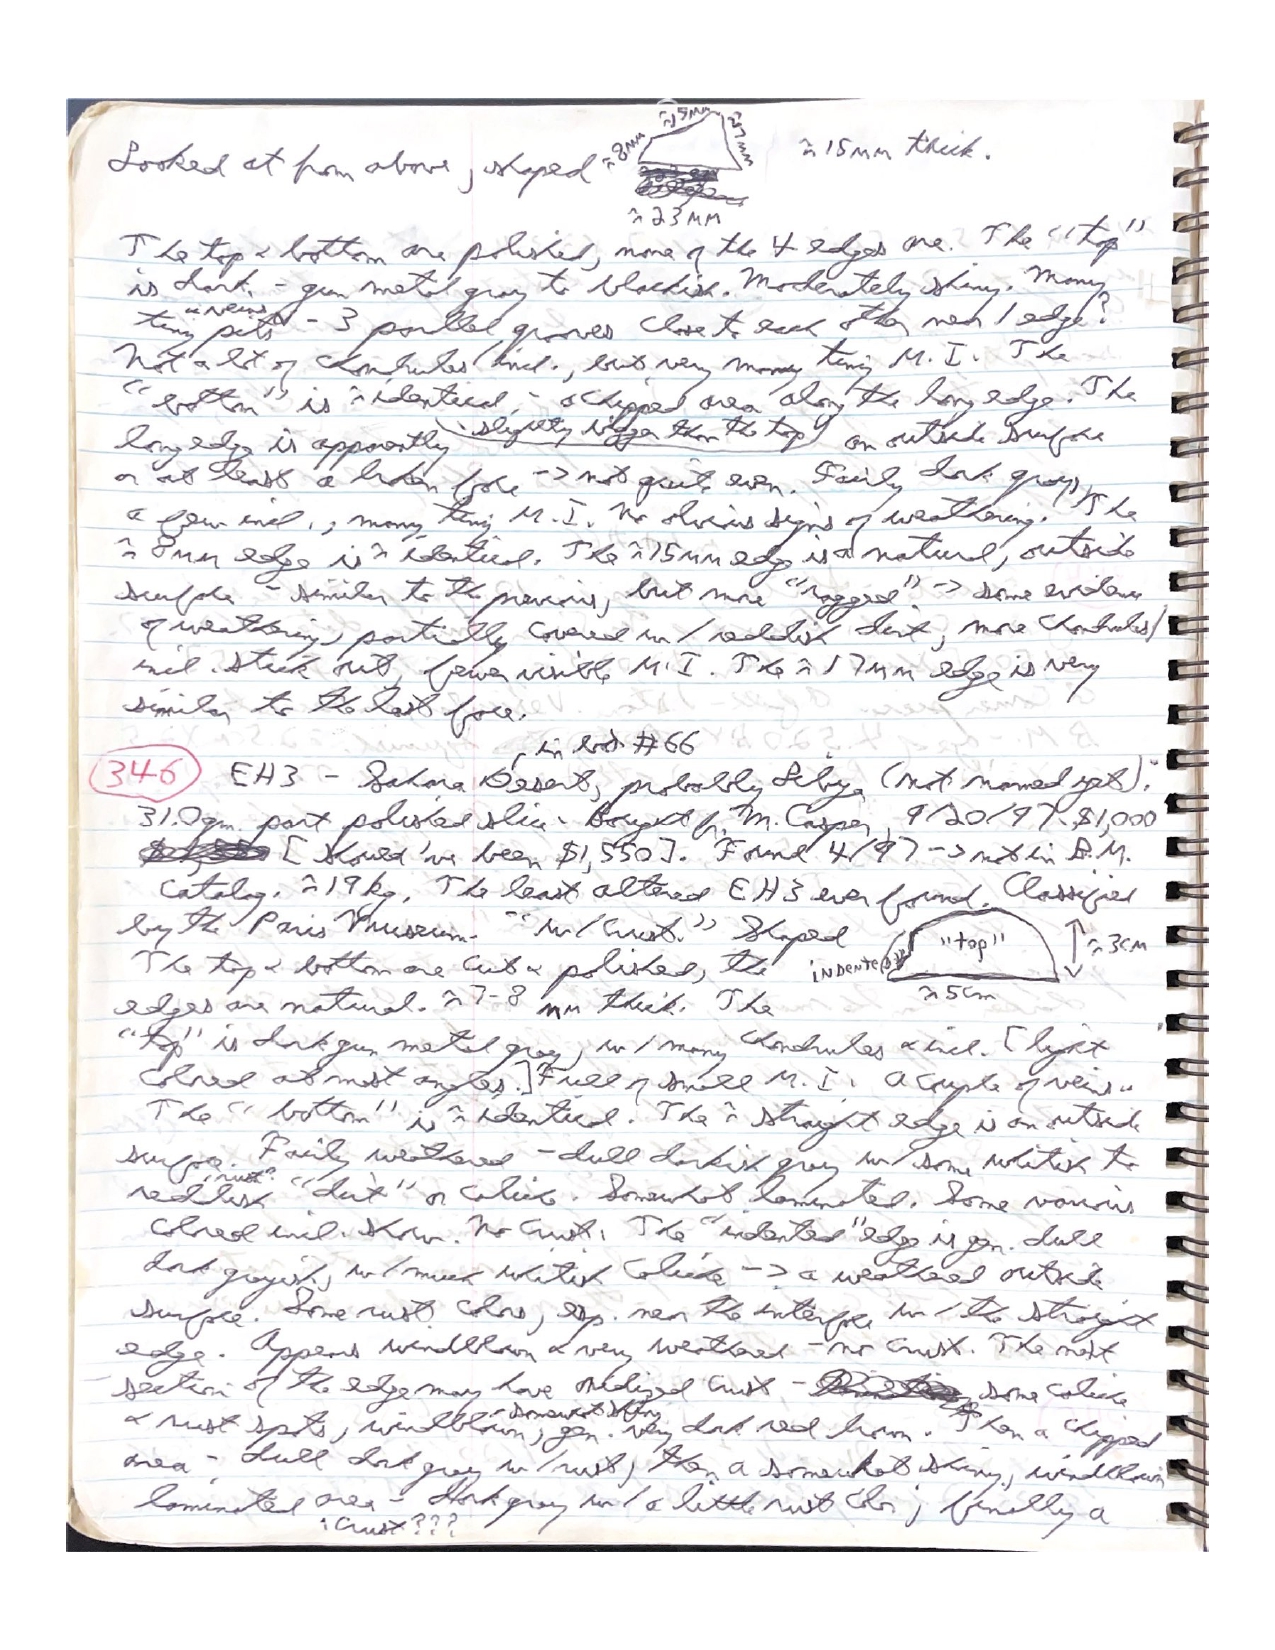 ≈15mm
≈8mm
≈17mm
Looked at from above, shaped
≈15mm thick.
≈23mm
The top & bottom are polished, none of the 4 edges are. The "top"
is dark - gun metal gray to blackish. Moderately shiny. Many
tiny pits & veins - 3 parallel grooves close to each other near 1 edge?
Not a lot of chondrules/incl., but very many tiny M.I. The
"bottom" is ≈identical - a chipped area along the long edge. The
slightly bigger than the top
long edge is apparently an outside surface
or at least a broken face -> not quite even. Fairly dark gray,
a few incl., many tiny M.I. No obvious signs of weathering. The
≈8mm edge is ≈identical. The ≈15mm edge is a natural, outside
surface - similar to the previous, but more "ragged" -> some evidence
of weathering, partially covered w/ reddish dirt, more chondrules/
incl. stick out, fewer visible M.I. The ≈17mm edge is very
similar to the last face.
in box #66
346 EH3 - Sahara Desert, probably Libya (not named yet).
31.0gm. part polished slice. Bought fr. M. Casper, 9/20/97. $1,000
[should've been $1,550]. Found 4/97 -> not in B.M.
Catalog. ≈19kg. The least altered EH3 ever found. Classified
by the Paris Museum. "w/crust." Shaped
"top"
≈3cm
indented
≈5cm
The top & bottom are cut & polished, the
edges are natural. ≈7-8 mm thick. The
"top" is dark gun metal gray, w/ many chondrules & incl. [light
colored at most angles.] Full of small M.I. A couple of veins.
The "bottom" is ≈identical. The ≈straight edge is an outside
surface. Fairly weathered - dull darkish gray w/ some whitish to
rust?
reddish "dirt" or caliche. Somewhat laminated. Some various
colored incl. show. No crust. The "indented" edge is gen. dull
dark grayish, w/ much whitish caliche -> a weathered outside
surface. Some rust colors, esp. near the interface w/ the straight
edge. Appears windblown & very weathered - no crust. The next
section of the edge may have oxidized crust - some caliche
& rust spots, windblown, somewhat shiny, gen. very dark red brown. Then a chipped
area - dull dark gray w/ rust, then a somewhat shiny, windblown
laminated area - dark gray w/ a little rust color, finally a
crust???